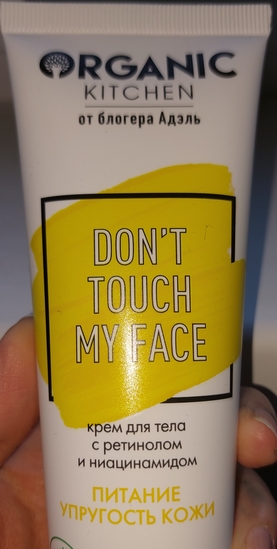 ORGANIC
KITCHEN
от блогера Адэль
DON'T
TOUCH
MY FACE
крем для тела
с ретинолом
и ниацинамидом
ПИТАНИЕ
УПРУГОСТЬ КОЖИ